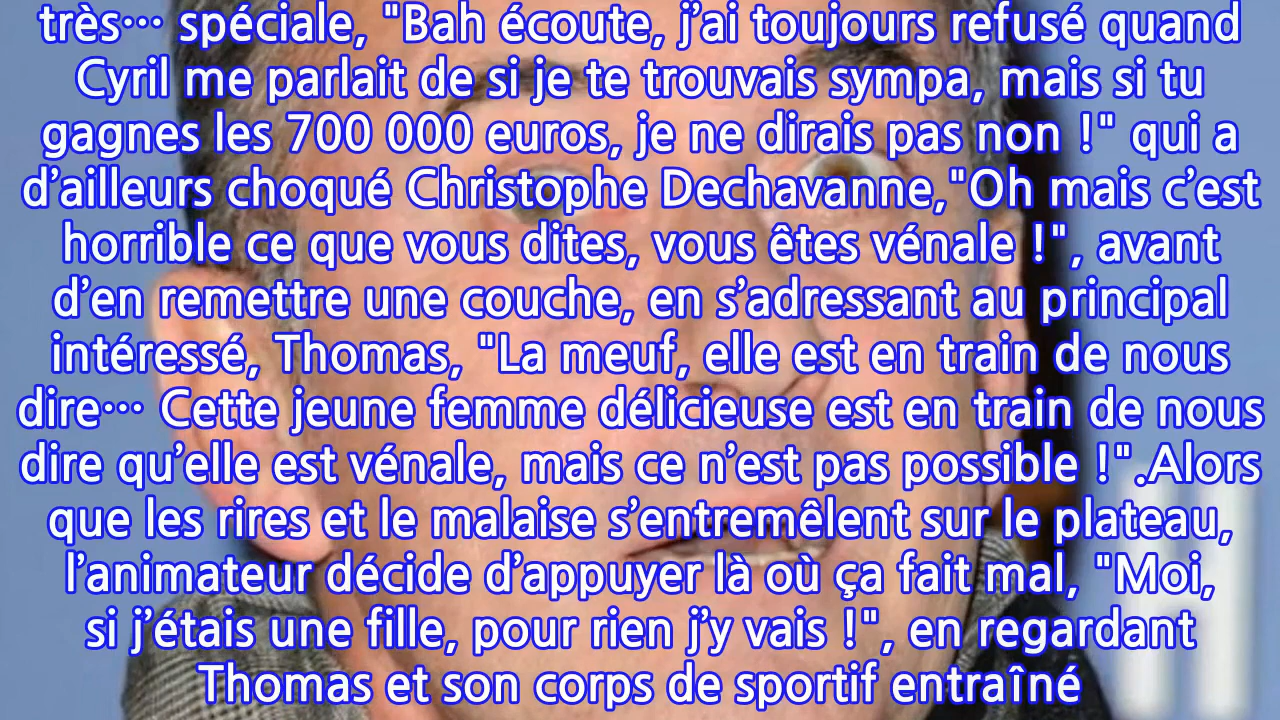 très… spéciale, "Bah écoute, j’ai toujours refusé quand
Cyril me parlait de si je te trouvais sympa, mais si tu
gagnes les 700 000 euros, je ne dirais pas non !" qui a
d’ailleurs choqué Christophe Dechavanne,"Oh mais c’est
horrible ce que vous dites, vous êtes vénale !", avant
d’en remettre une couche, en s’adressant au principal
intéressé, Thomas, "La meuf, elle est en train de nous
dire… Cette jeune femme délicieuse est en train de nous
dire qu’elle est vénale, mais ce n’est pas possible !".Alors
que les rires et le malaise s’entremêlent sur le plateau,
l’animateur décide d’appuyer là où ça fait mal, "Moi,
si j’étais une fille, pour rien j’y vais !", en regardant
Thomas et son corps de sportif entraîné